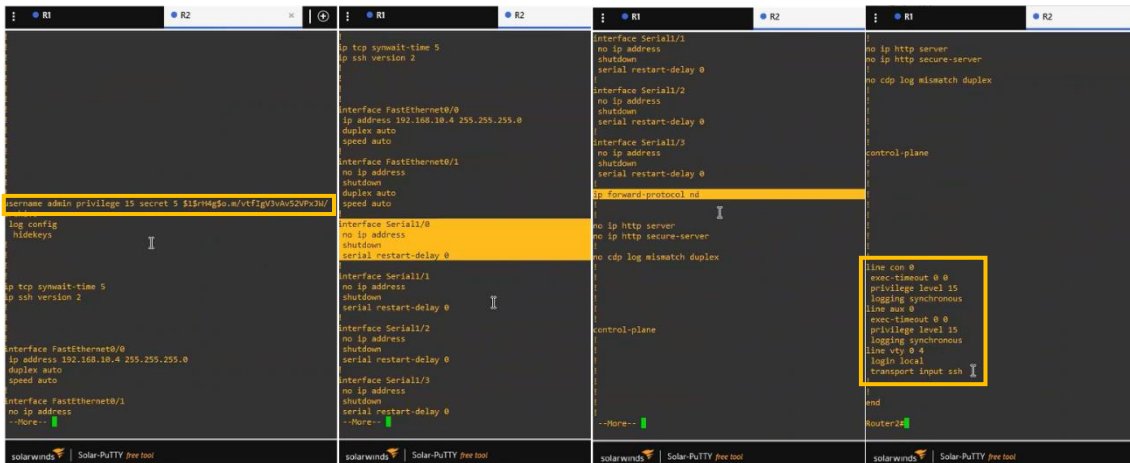 R1
R2
!
username admin privilege 15 secret 5 $1$rM4g$o.m/vtfIgV3vAv52VPxJW/
log config
hidekeys
ip tcp synwait-time 5
ip ssh version 2
!
interface FastEthernet0/0
ip address 192.168.10.4 255.255.255.0
duplex auto
speed auto
!
interface FastEthernet0/1
no ip address
--More--
solarwinds Solar-PuTTY free tool
R1
R2
ip tcp synwait-time 5
ip ssh version 2
!
interface FastEthernet0/0
ip address 192.168.10.4 255.255.255.0
duplex auto
speed auto
!
interface FastEthernet0/1
no ip address
shutdown
duplex auto
speed auto
!
interface Serial1/0
no ip address
shutdown
serial restart-delay 0
!
interface Serial1/1
no ip address
shutdown
serial restart-delay 0
!
interface Serial1/2
no ip address
shutdown
serial restart-delay 0
!
interface Serial1/3
no ip address
shutdown
serial restart-delay 0
--More--
solarwinds Solar-PuTTY free tool
R1
R2
interface Serial1/1
no ip address
shutdown
serial restart-delay 0
!
interface Serial1/2
no ip address
shutdown
serial restart-delay 0
!
interface Serial1/3
no ip address
shutdown
serial restart-delay 0
!
ip forward-protocol nd
!
no ip http server
no ip http secure-server
!
no cdp log mismatch duplex
!
control-plane
!
--More--
solarwinds Solar-PuTTY free tool
R1
R2
!
no ip http server
no ip http secure-server
!
no cdp log mismatch duplex
!
control-plane
!
line con 0
exec-timeout 0 0
privilege level 15
logging synchronous
line aux 0
exec-timeout 0 0
privilege level 15
logging synchronous
line vty 0 4
login local
transport input ssh
!
end
Router2#
solarwinds Solar-PuTTY free tool